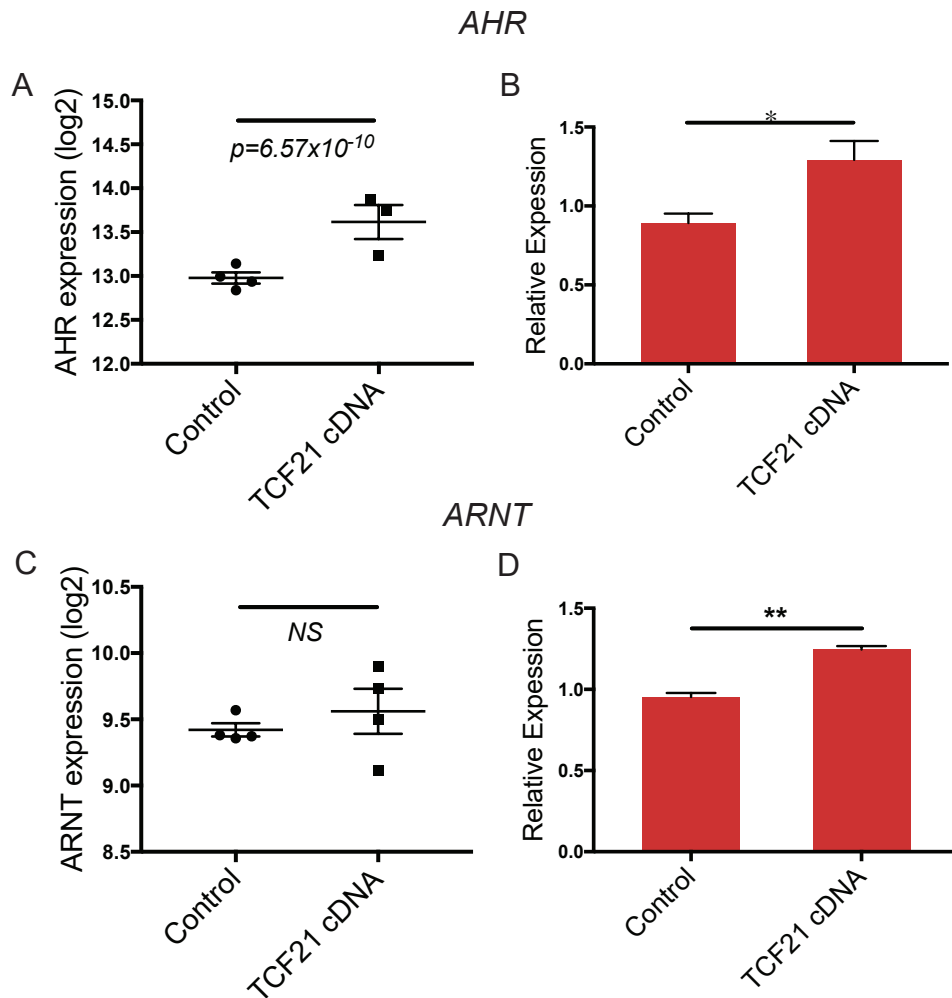 AHR
A
AHR expression (log2)
15.0
14.5
14.0
13.5
13.0
12.5
12.0
p=6.57x10-10
Control
TCF21 cDNA
B
Relative Expession
1.5
1.0
0.5
0.0
*
Control
TCF21 cDNA
ARNT
C
ARNT expression (log2)
10.5
10.0
9.5
9.0
8.5
NS
Control
TCF21 cDNA
D
Relative Expession
1.5
1.0
0.5
0.0
**
Control
TCF21 cDNA